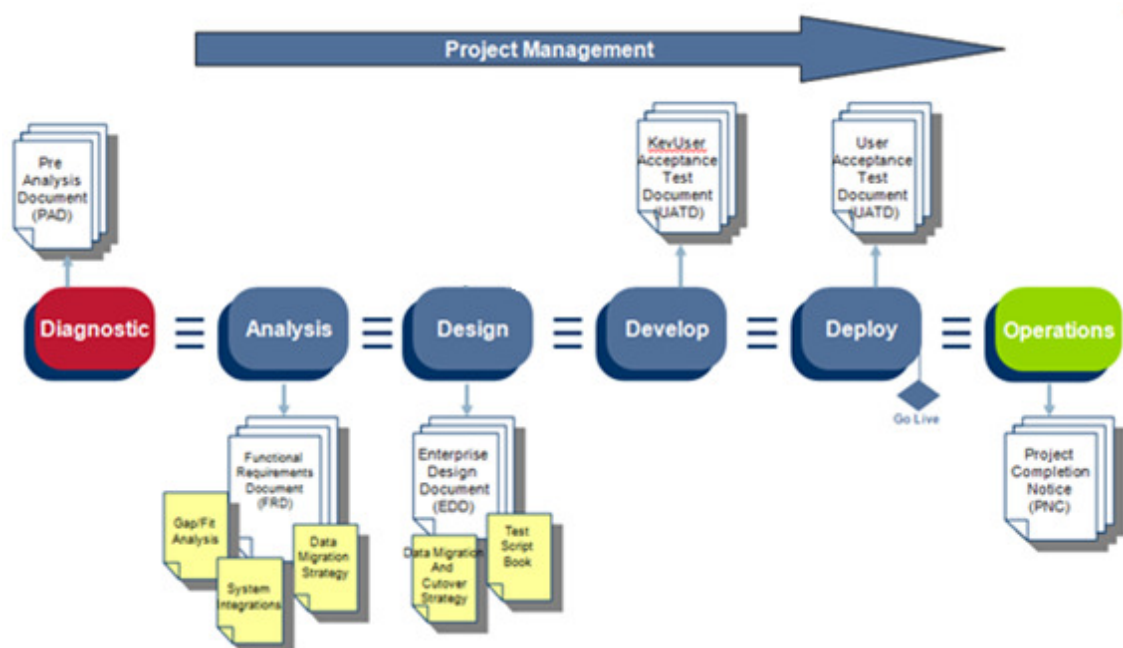 Project Management
Pre
Analysis
Document
(PAD)
KevUser
Acceptance
Test
Document
(UATD)
User
Acceptance
Test
Document
(UATD)
Diagnostic
Analysis
Design
Develop
Deploy
Operations
Go Live
Functional
Requirements
Document
(FRD)
Gap/Fit
Analysis
System
Integrations
Data
Migration
Strategy
Enterprise
Design
Document
(EDD)
Data Migration
And
Cutover
Strategy
Test
Script
Book
Project
Completion
Notice
(PNC)